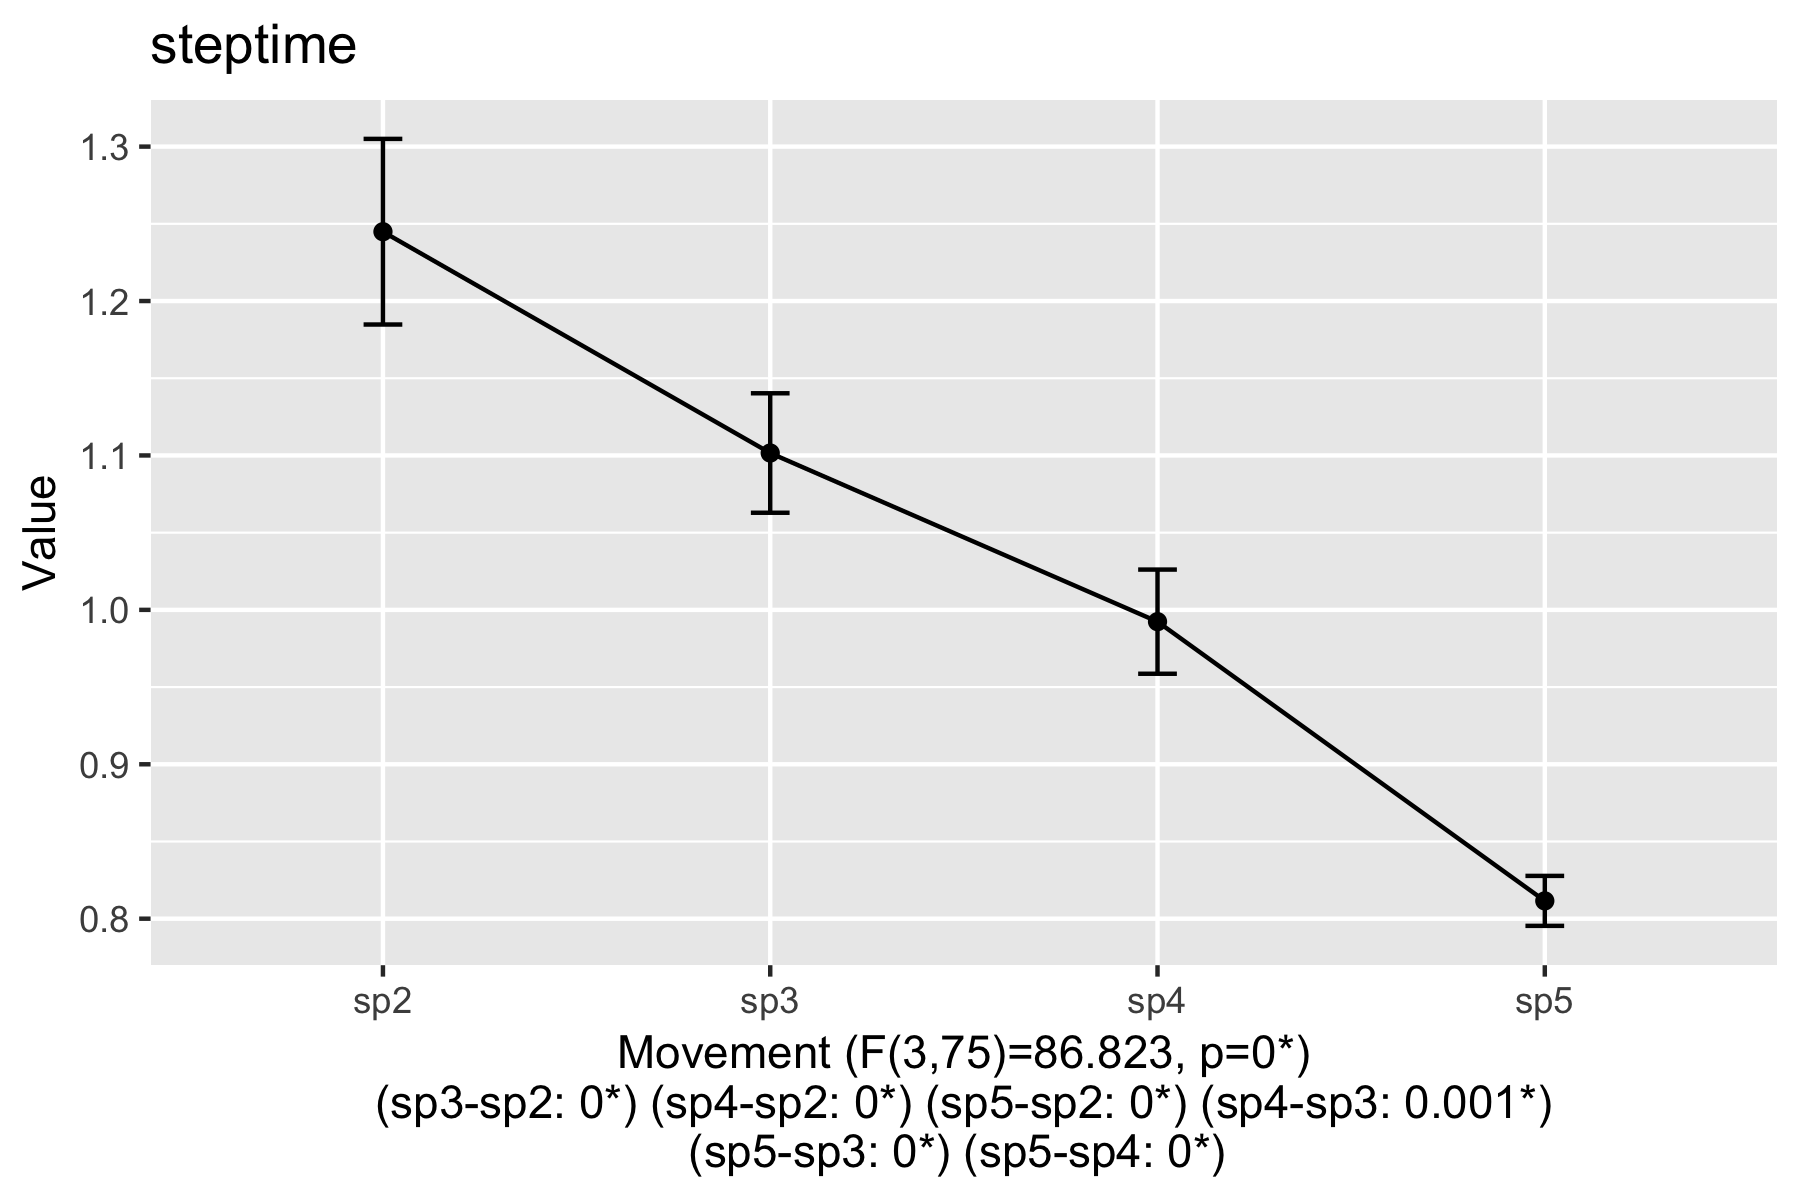 steptime
Value
1.3
1.2
1.1
1.0
0.9
0.8
sp2 sp3 sp4 sp5
Movement (F(3,75)=86.823, p=0*)
(sp3-sp2: 0*) (sp4-sp2: 0*) (sp5-sp2: 0*) (sp4-sp3: 0.001*)
(sp5-sp3: 0*) (sp5-sp4: 0*)